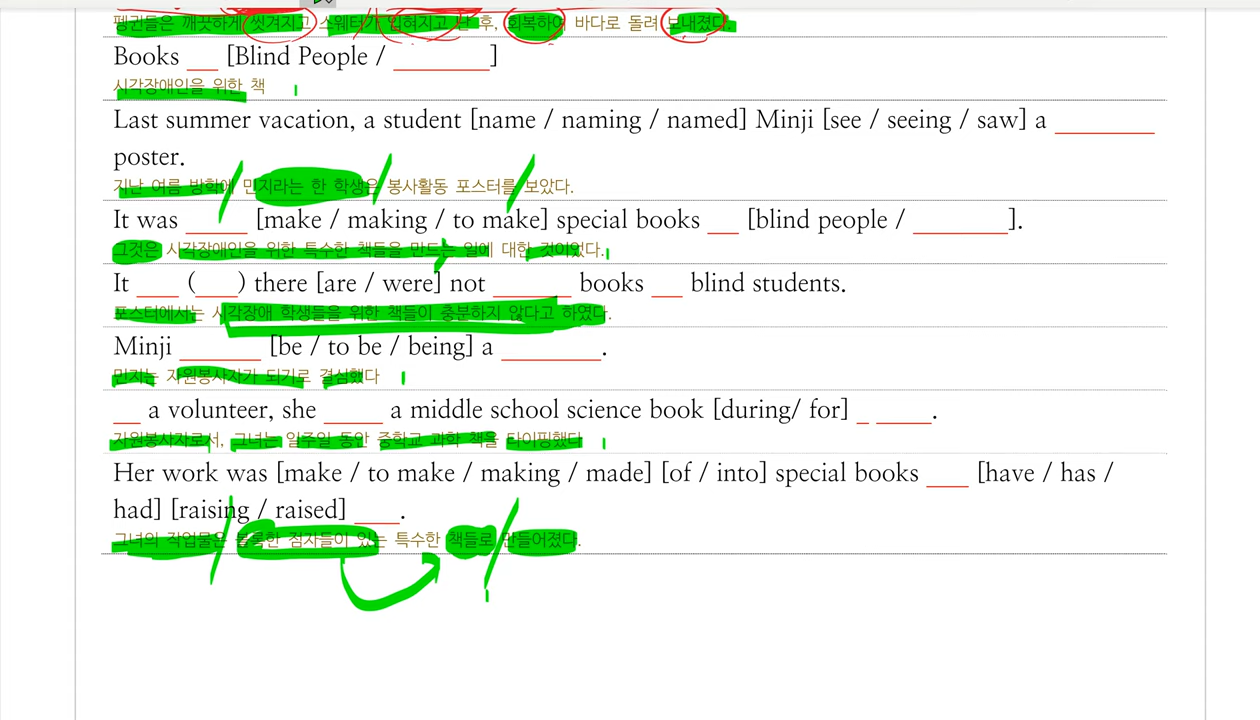 펭귄들은 깨끗하게 씻겨지고 스웨터가 입혀지고 난 후, 회복하여 바다로 돌려 보내졌다.
Books ___ [Blind People / _________]
시각장애인을 위한 책
Last summer vacation, a student [name / naming / named] Minji [see / seeing / saw] a _________
poster.
지난 여름 방학에 민지라는 한 학생은 봉사활동 포스터를 보았다.
It was ______ [make / making / to make] special books ___ [blind people / _________].
그것은 시각장애인을 위한 특수한 책들을 만드는 일에 대한 것이었다.
It ____ (____) there [are / were] not ________ books ___ blind students.
포스터에서는 시각장애 학생들을 위한 책들이 충분하지 않다고 하였다.
Minji ________ [be / to be / being] a _________.
민지는 자원봉사자가 되기로 결심했다
__ a volunteer, she _____ a middle school science book [during/ for] _ _____.
자원봉사자로서, 그녀는 일주일 동안 중학교 과학 책을 타이핑했다
Her work was [make / to make / making / made] [of / into] special books ____ [have / has /
had] [raising / raised] ____.
그녀의 작업물은 볼록한 점자들이 있는 특수한 책들로 만들어졌다.